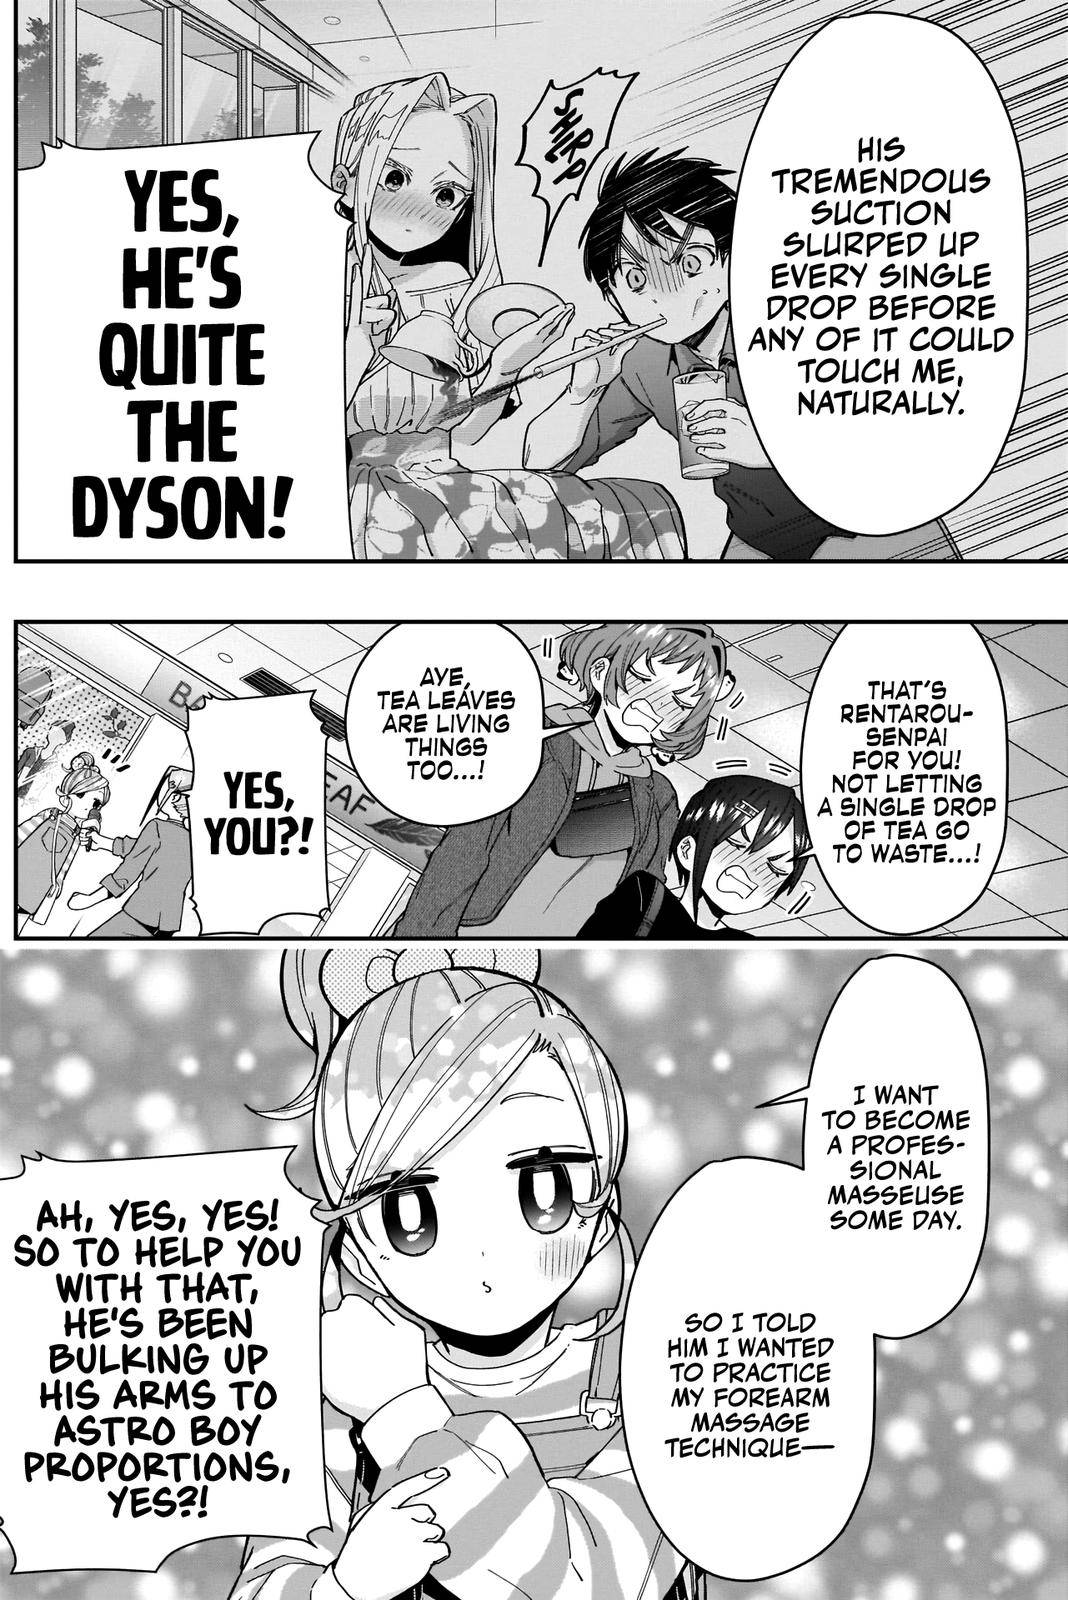 HIS
TREMENDOUS
SUCTION
SLURPED UP
EVERY SINGLE
DROP BEFORE
ANY OF IT COULD
TOUCH ME,
NATURALLY.
SHRRP
YES,
HE'S
QUITE
THE
DYSON!
THAT'S
RENTAROU-
SENPAI
FOR YOU!
NOT LETTING
A SINGLE DROP
OF TEA GO
TO WASTE...!
AYE,
TEA LEAVES
ARE LIVING
THINGS
TOO...!
YES,
YOU?!
BA
EAF
I WANT
TO BECOME
A PROFES-
SIONAL
MASSEUSE
SOME DAY.
SO I TOLD
HIM I WANTED
TO PRACTICE
MY FOREARM
MASSAGE
TECHNIQUE—
AH, YES, YES!
SO TO HELP YOU
WITH THAT,
HE'S BEEN
BULKING UP
HIS ARMS TO
ASTRO BOY
PROPORTIONS,
YES?!